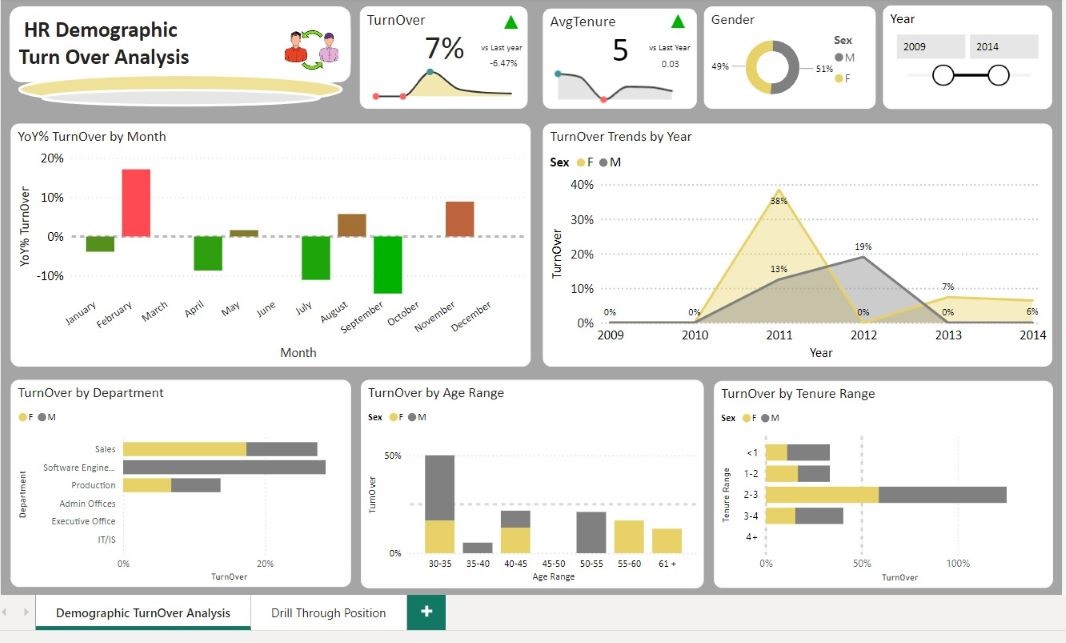 HR Demographic
Turn Over Analysis
TurnOver
7%
vs Last year
-6.47%
AvgTenure
5
vs Last Year
0.03
Gender
49%
51%
Sex
M
F
Year
2009
2014
YoY% TurnOver by Month
YoY% TurnOver
20%
10%
0%
-10%
January
February
March
April
May
June
July
August
September
October
November
December
Month
TurnOver Trends by Year
Sex F M
TurnOver
40%
30%
20%
10%
0%
0%
0%
38%
13%
19%
0%
7%
0%
6%
2009
2010
2011
2012
2013
2014
Year
TurnOver by Department
F M
Department
Sales
Software Engine...
Production
Admin Offices
Executive Office
IT/IS
0%
20%
TurnOver
TurnOver by Age Range
Sex F M
TurnOver
50%
0%
30-35
35-40
40-45
45-50
50-55
55-60
61 +
Age Range
TurnOver by Tenure Range
Sex F M
Tenure Range
<1
1-2
2-3
3-4
4+
0%
50%
100%
TurnOver
Demographic TurnOver Analysis
Drill Through Position
+